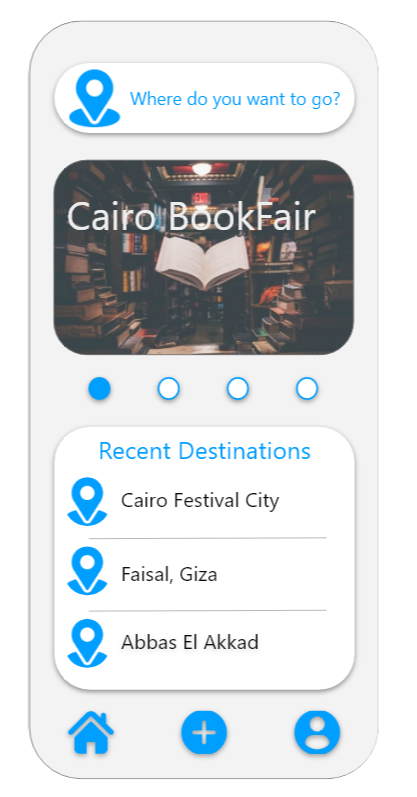 Where do you want to go?
Cairo BookFair
Recent Destinations
Cairo Festival City
Faisal, Giza
Abbas El Akkad